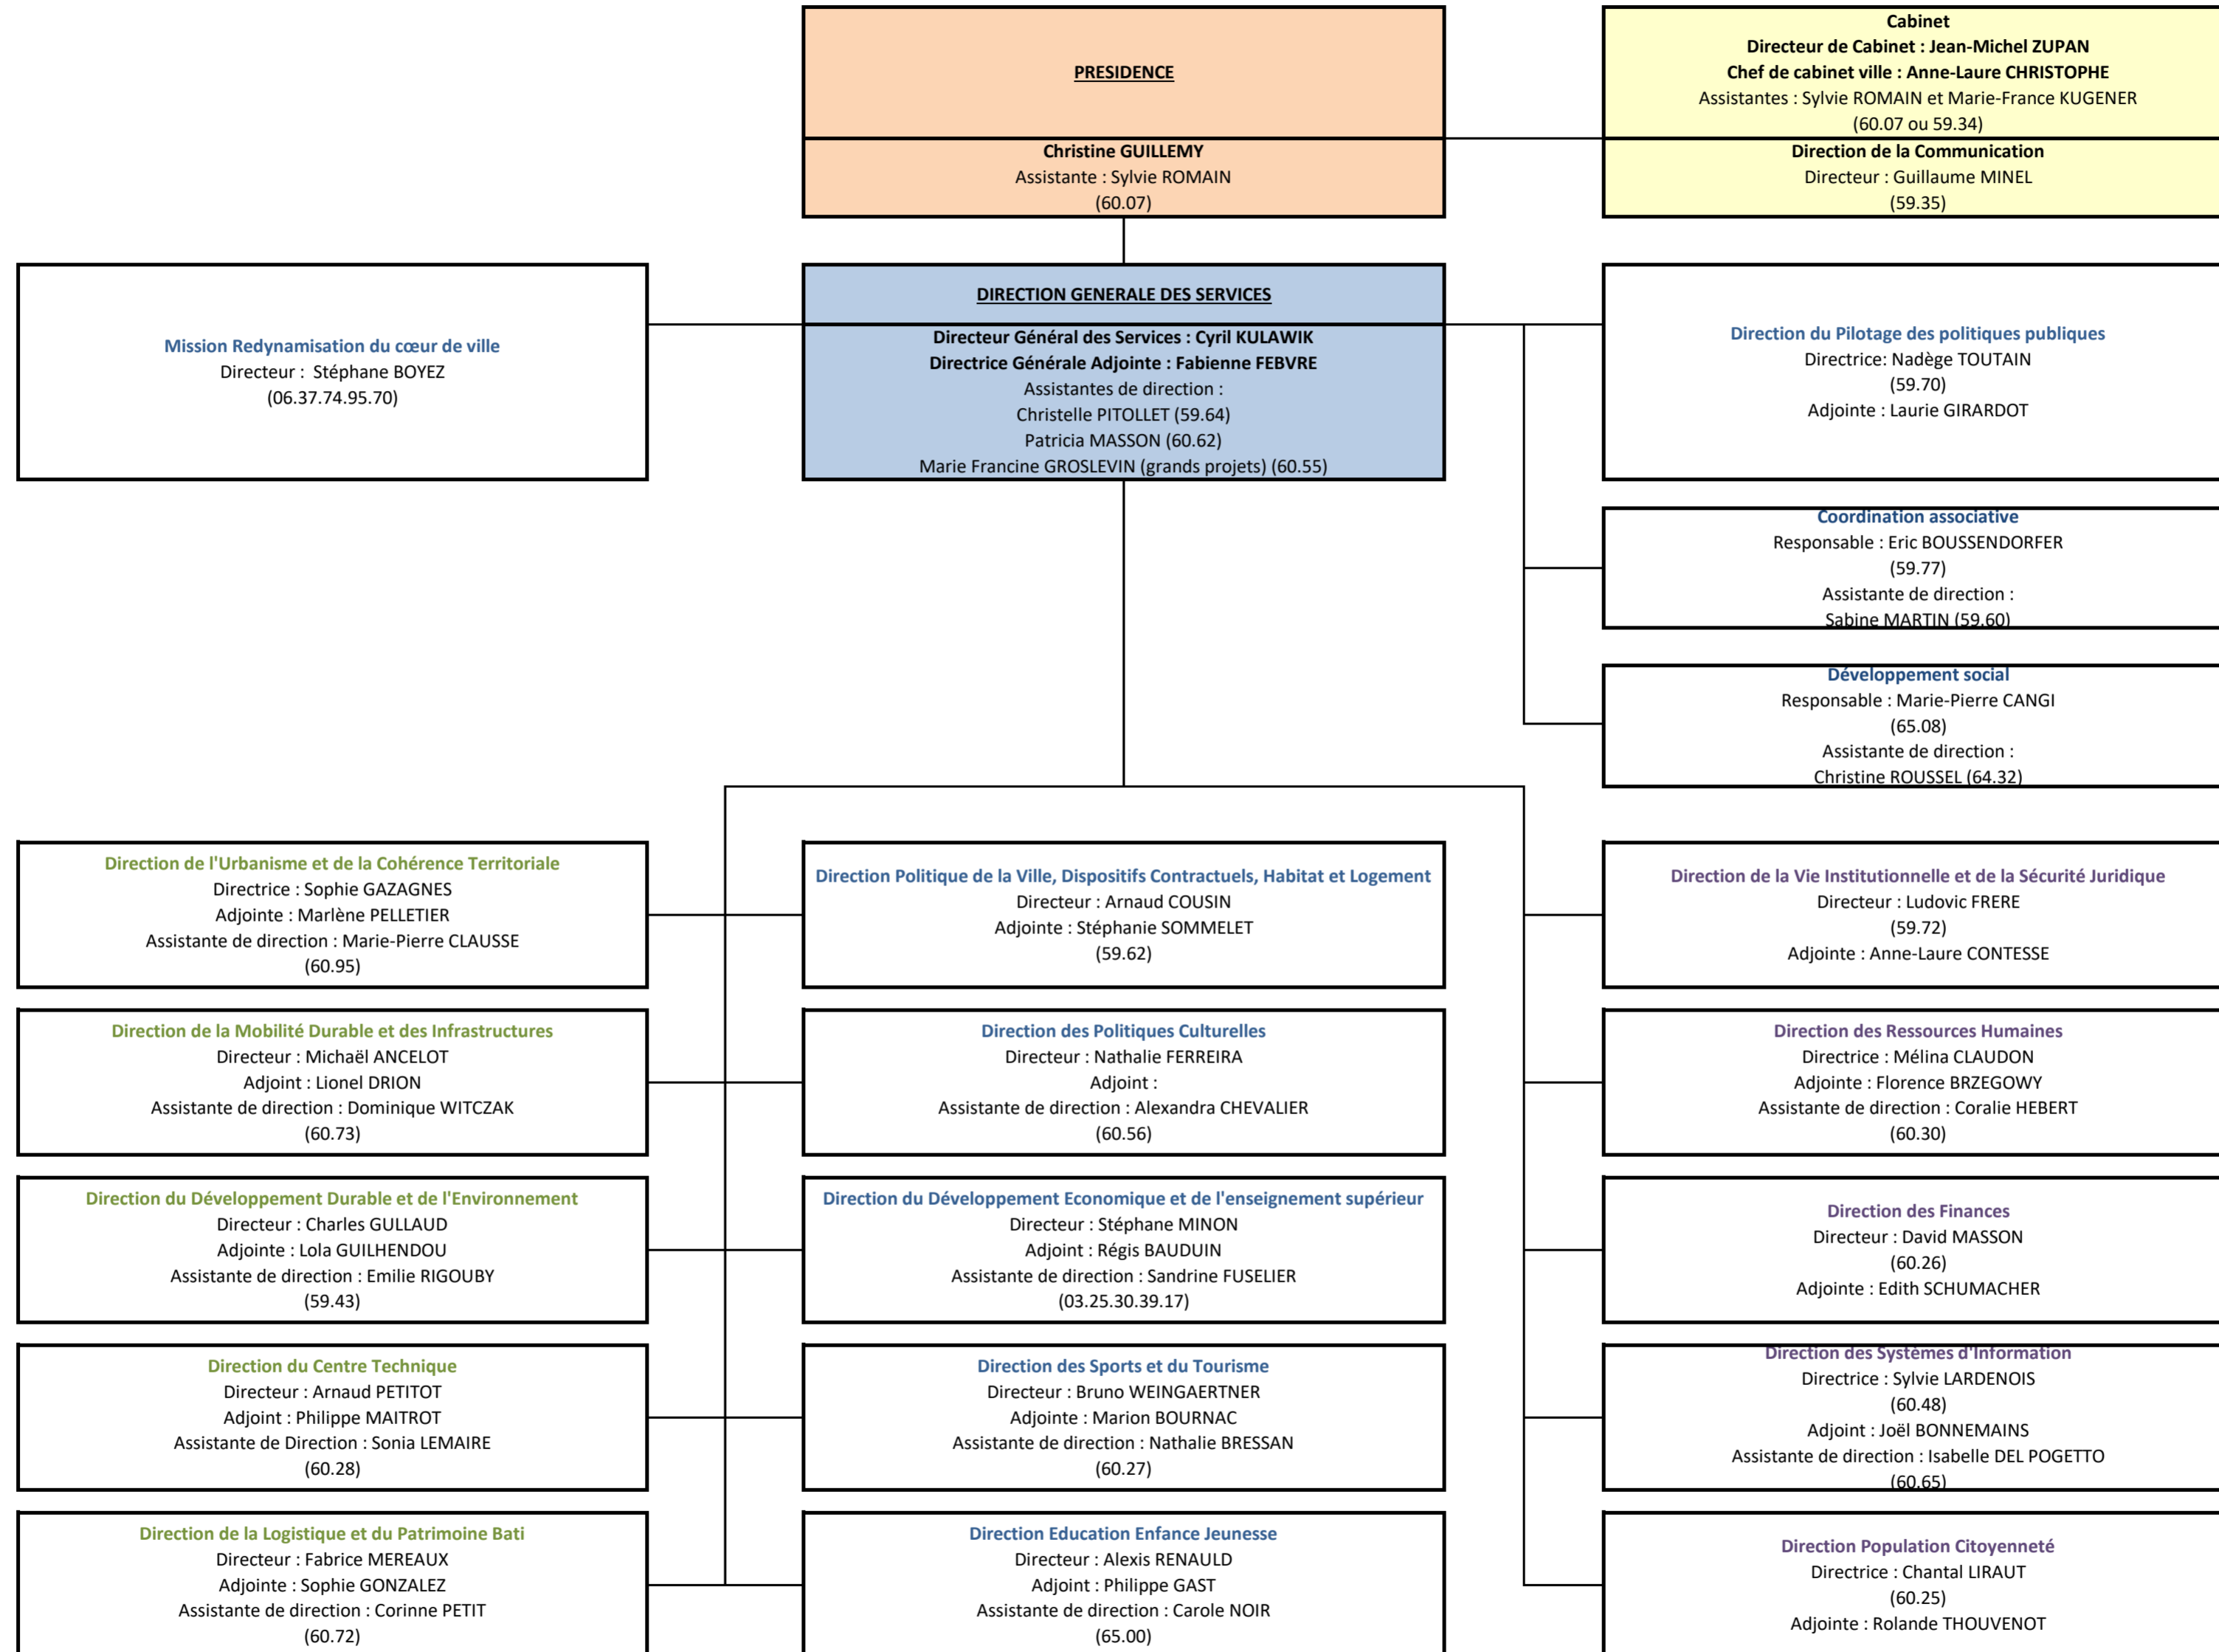 PRESIDENCE
Christine GUILLEMY
Assistante : Sylvie ROMAIN
(60.07)
Cabinet
Directeur de Cabinet : Jean-Michel ZUPAN
Chef de cabinet ville : Anne-Laure CHRISTOPHE
Assistantes : Sylvie ROMAIN et Marie-France KUGENER
(60.07 ou 59.34)
Direction de la Communication
Directeur : Guillaume MINEL
(59.35)
Mission Redynamisation du cœur de ville
Directeur : Stéphane BOYEZ
(06.37.74.95.70)
DIRECTION GENERALE DES SERVICES
Directeur Général des Services : Cyril KULAWIK
Directrice Générale Adjointe : Fabienne FEBVRE
Assistantes de direction :
Christelle PITOLLET (59.64)
Patricia MASSON (60.62)
Marie Francine GROSLEVIN (grands projets) (60.55)
Direction du Pilotage des politiques publiques
Directrice: Nadège TOUTAIN
(59.70)
Adjointe : Laurie GIRARDOT
Coordination associative
Responsable : Eric BOUSSENDORFER
(59.77)
Assistante de direction :
Sabine MARTIN (59.60)
Développement social
Responsable : Marie-Pierre CANGI
(65.08)
Assistante de direction :
Christine ROUSSEL (64.32)
Direction de l'Urbanisme et de la Cohérence Territoriale
Directrice : Sophie GAZAGNES
Adjointe : Marlène PELLETIER
Assistante de direction : Marie-Pierre CLAUSSE
(60.95)
Direction Politique de la Ville, Dispositifs Contractuels, Habitat et Logement
Directeur : Arnaud COUSIN
Adjointe : Stéphanie SOMMELET
(59.62)
Direction de la Vie Institutionnelle et de la Sécurité Juridique
Directeur : Ludovic FRERE
(59.72)
Adjointe : Anne-Laure CONTESSE
Direction de la Mobilité Durable et des Infrastructures
Directeur : Michaël ANCELOT
Adjoint : Lionel DRION
Assistante de direction : Dominique WITCZAK
(60.73)
Direction des Politiques Culturelles
Directeur : Nathalie FERREIRA
Adjoint :
Assistante de direction : Alexandra CHEVALIER
(60.56)
Direction des Ressources Humaines
Directrice : Mélina CLAUDON
Adjointe : Florence BRZEGOWY
Assistante de direction : Coralie HEBERT
(60.30)
Direction du Développement Durable et de l'Environnement
Directeur : Charles GULLAUD
Adjointe : Lola GUILHENDOU
Assistante de direction : Emilie RIGOUBY
(59.43)
Direction du Développement Economique et de l'enseignement supérieur
Directeur : Stéphane MINON
Adjoint : Régis BAUDUIN
Assistante de direction : Sandrine FUSELIER
(03.25.30.39.17)
Direction des Finances
Directeur : David MASSON
(60.26)
Adjointe : Edith SCHUMACHER
Direction du Centre Technique
Directeur : Arnaud PETITOT
Adjoint : Philippe MAITROT
Assistante de Direction : Sonia LEMAIRE
(60.28)
Direction des Sports et du Tourisme
Directeur : Bruno WEINGAERTNER
Adjointe : Marion BOURNAC
Assistante de direction : Nathalie BRESSAN
(60.27)
Direction des Systèmes d'Information
Directrice : Sylvie LARDENOIS
(60.48)
Adjoint : Joël BONNEMAINS
Assistante de direction : Isabelle DEL POGETTO
(60.65)
Direction de la Logistique et du Patrimoine Bati
Directeur : Fabrice MEREAUX
Adjointe : Sophie GONZALEZ
Assistante de direction : Corinne PETIT
(60.72)
Direction Education Enfance Jeunesse
Directeur : Alexis RENAULD
Adjoint : Philippe GAST
Assistante de direction : Carole NOIR
(65.00)
Direction Population Citoyenneté
Directrice : Chantal LIRAUT
(60.25)
Adjointe : Rolande THOUVENOT